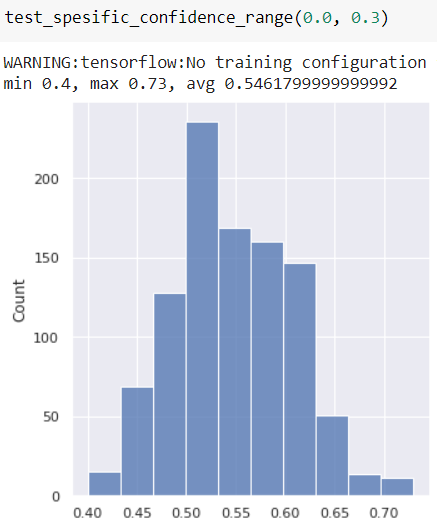 test_spesific_confidence_range(0.0, 0.3)
WARNING:tensorflow:No training configuration
min 0.4, max 0.73, avg 0.5461799999999992
200
150
Count
100
50
0
0.40 0.45 0.50 0.55 0.60 0.65 0.70